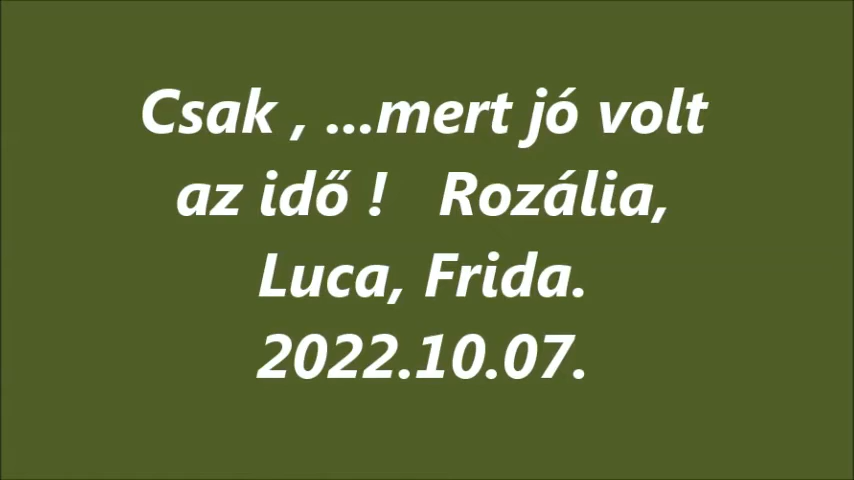 Csak , ...mert jó volt
az idő !   Rozália,
Luca, Frida.
2022.10.07.